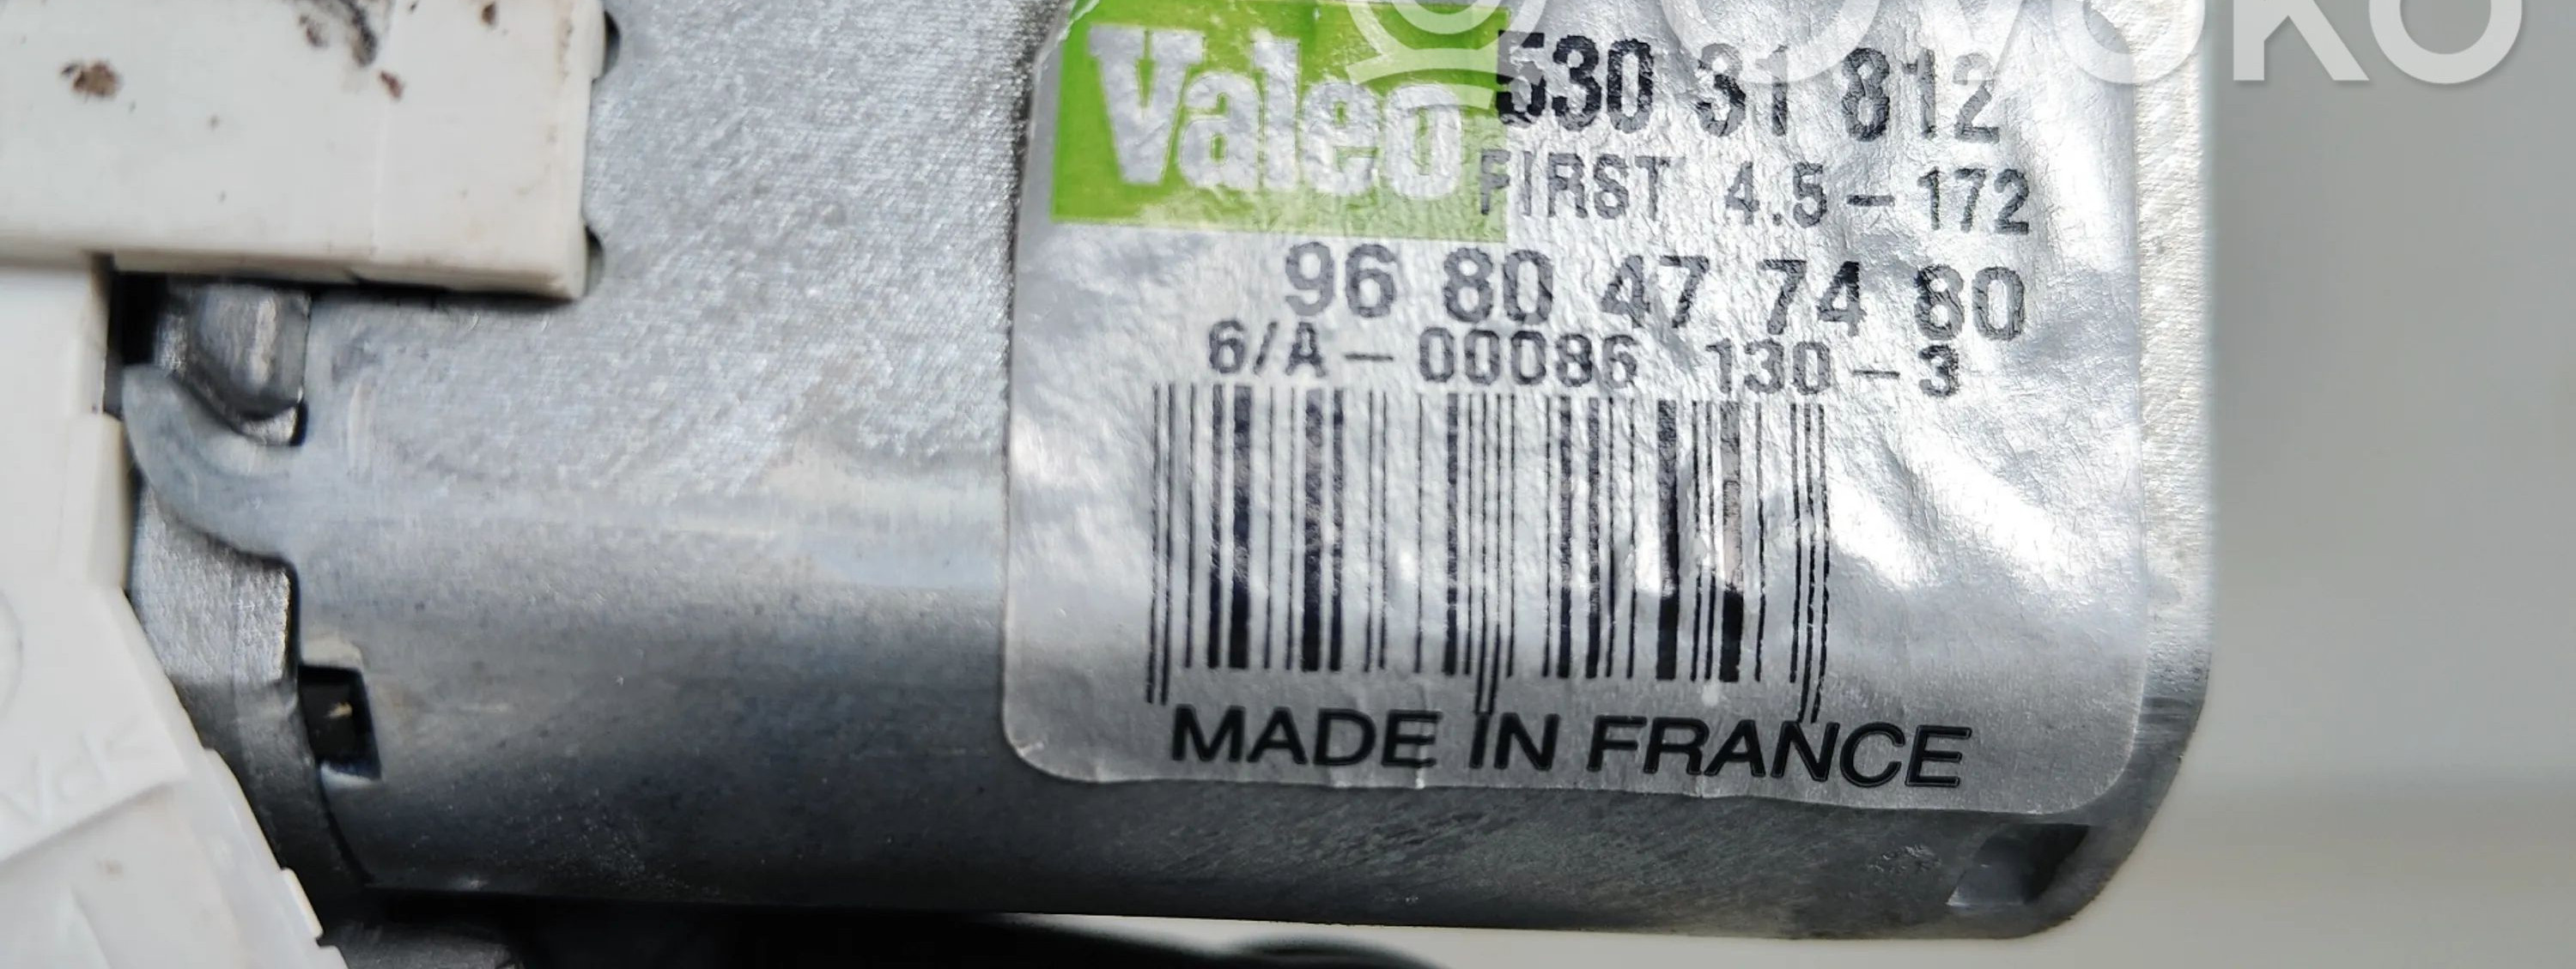 Valeo 530 31 812
FIRST 4.5-172
96 80 47 74 80
6/A-00086 130-3
MADE IN FRANCE
>PA